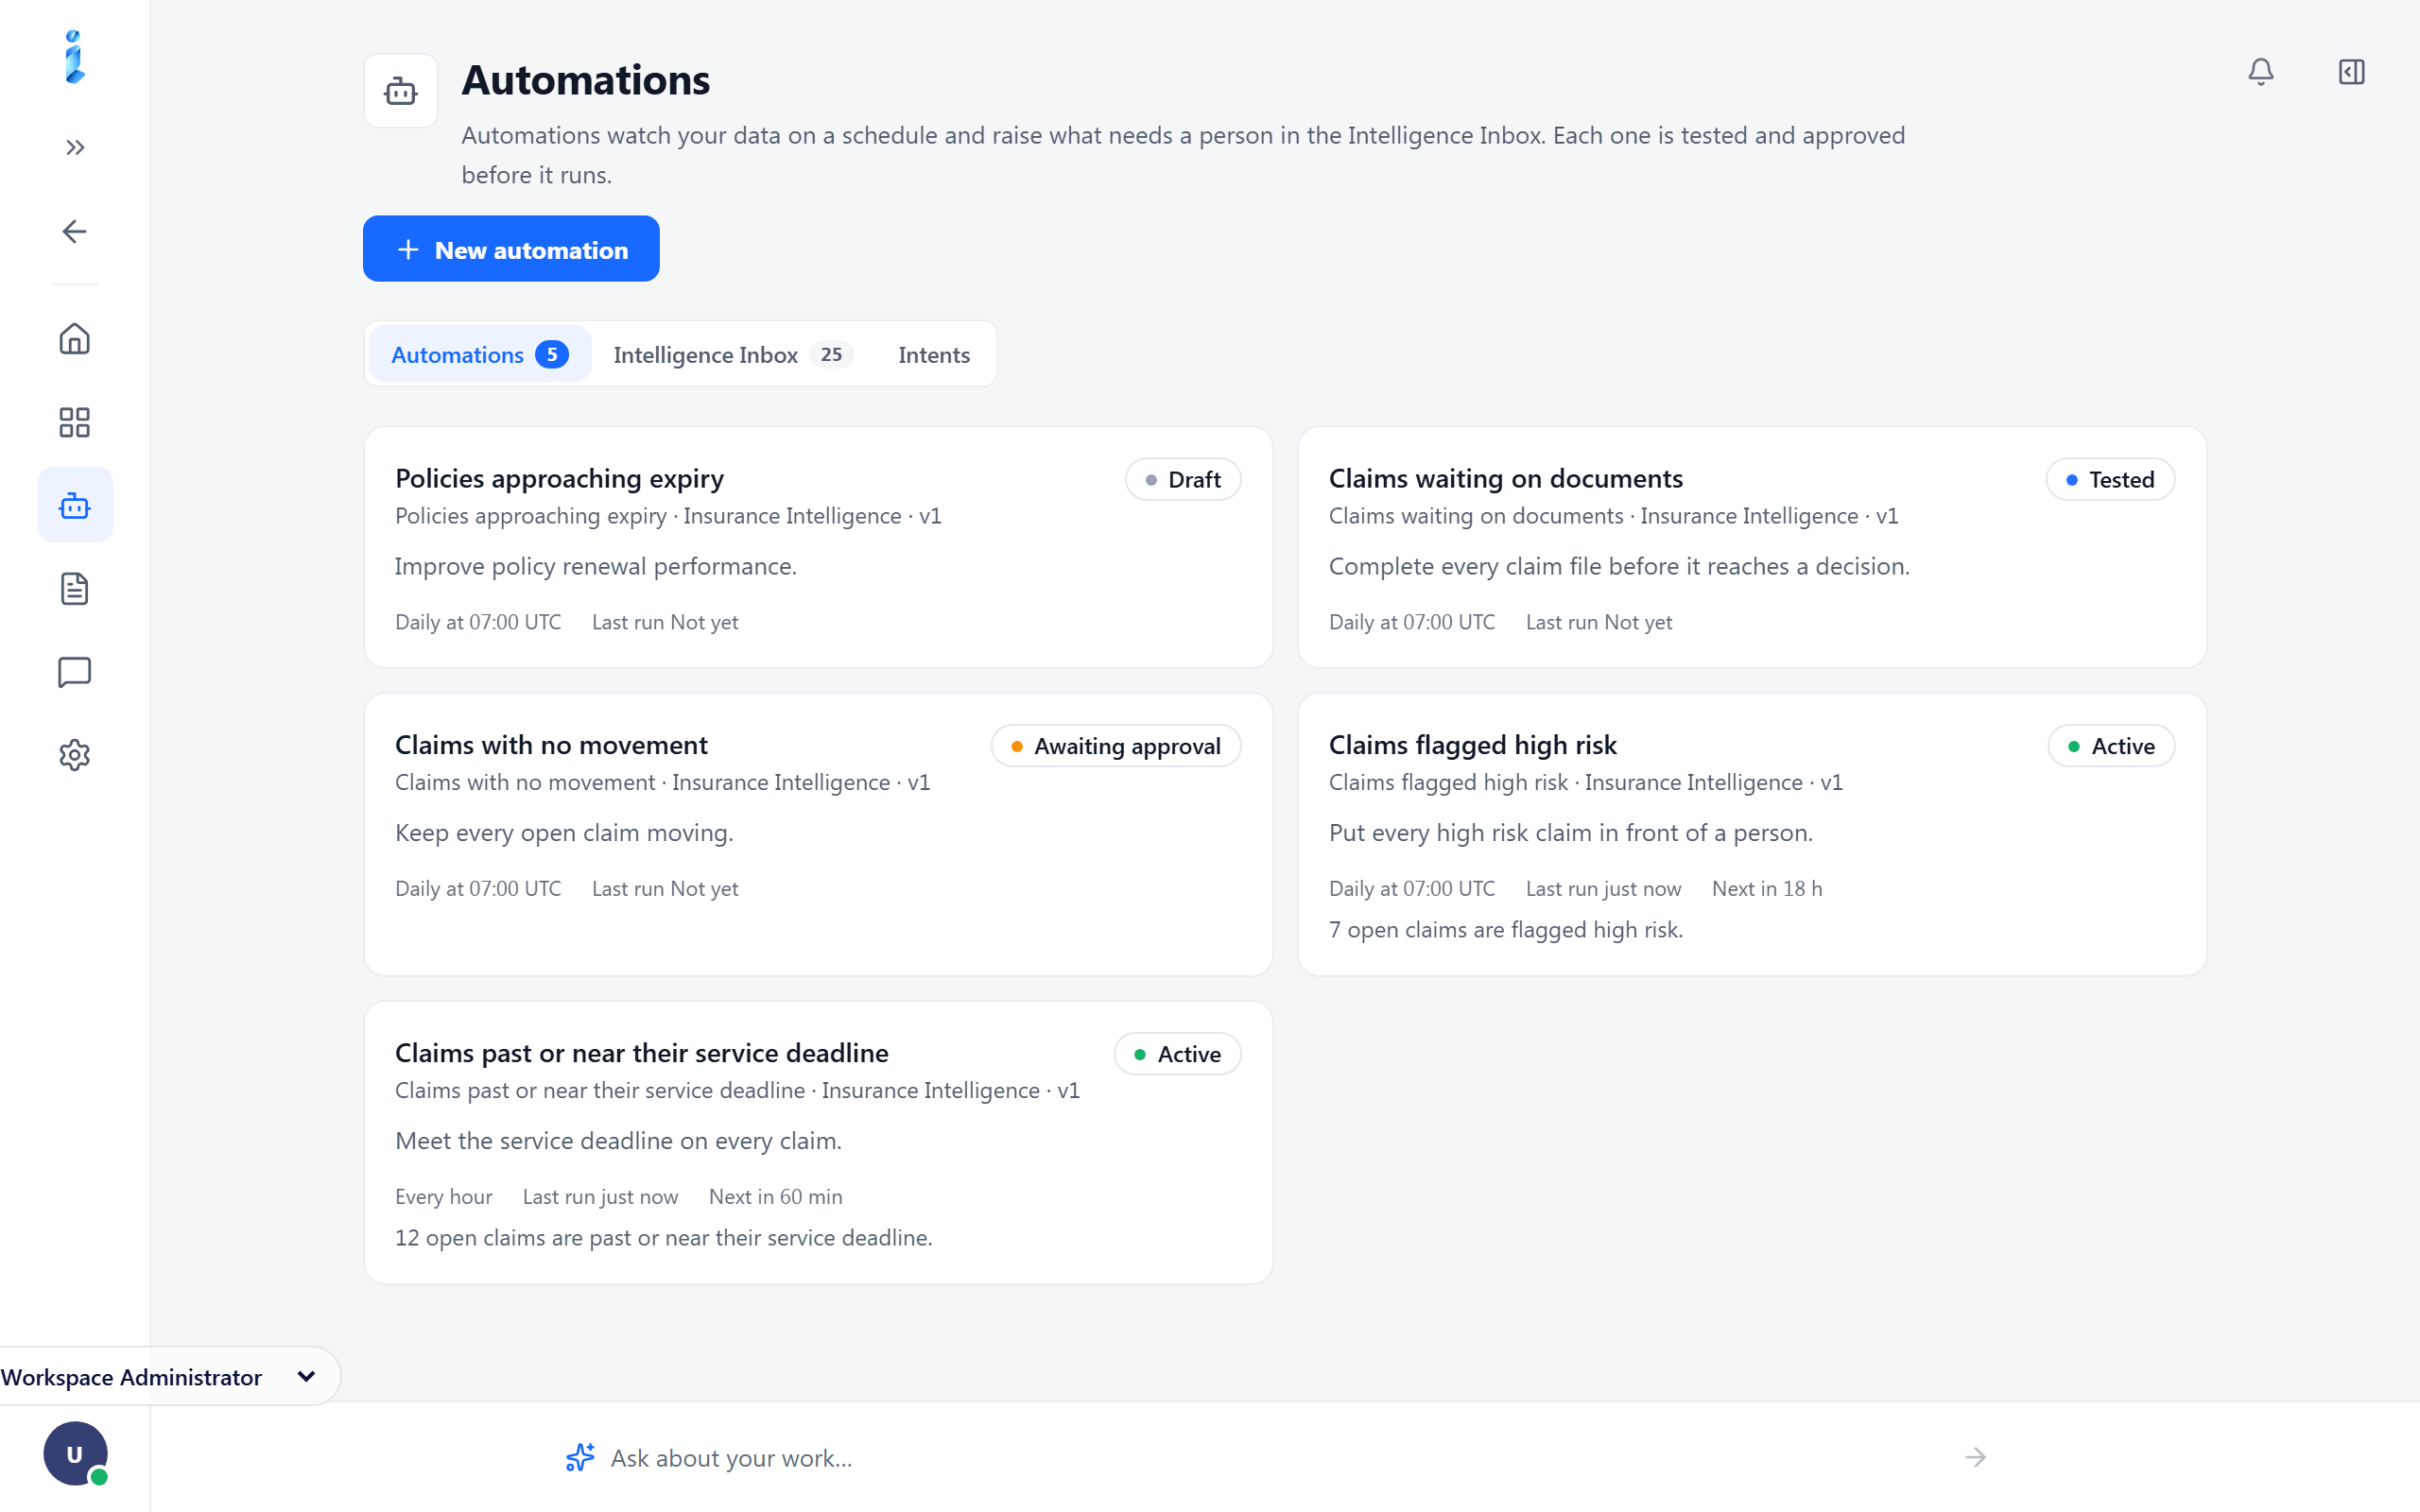 Automations
Automations watch your data on a schedule and raise what needs a person in the Intelligence Inbox. Each one is tested and approved
before it runs.
New automation
Automations 5 Intelligence Inbox 25 Intents
Policies approaching expiry Draft
Policies approaching expiry · Insurance Intelligence · v1
Improve policy renewal performance.
Daily at 07:00 UTC Last run Not yet
Claims waiting on documents Tested
Claims waiting on documents · Insurance Intelligence · v1
Complete every claim file before it reaches a decision.
Daily at 07:00 UTC Last run Not yet
Claims with no movement Awaiting approval
Claims with no movement · Insurance Intelligence · v1
Keep every open claim moving.
Daily at 07:00 UTC Last run Not yet
Claims flagged high risk Active
Claims flagged high risk · Insurance Intelligence · v1
Put every high risk claim in front of a person.
Daily at 07:00 UTC Last run just now Next in 18 h
7 open claims are flagged high risk.
Claims past or near their service deadline Active
Claims past or near their service deadline · Insurance Intelligence · v1
Meet the service deadline on every claim.
Every hour Last run just now Next in 60 min
12 open claims are past or near their service deadline.
Workspace Administrator
U
Ask about your work...